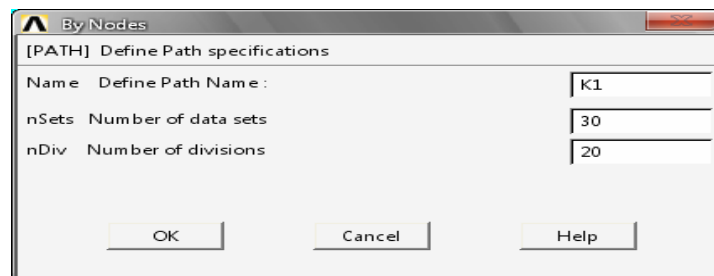 By Nodes
[PATH] Define Path specifications
Name Define Path Name : K1
nSets Number of data sets 30
nDiv Number of divisions 20
OK Cancel Help